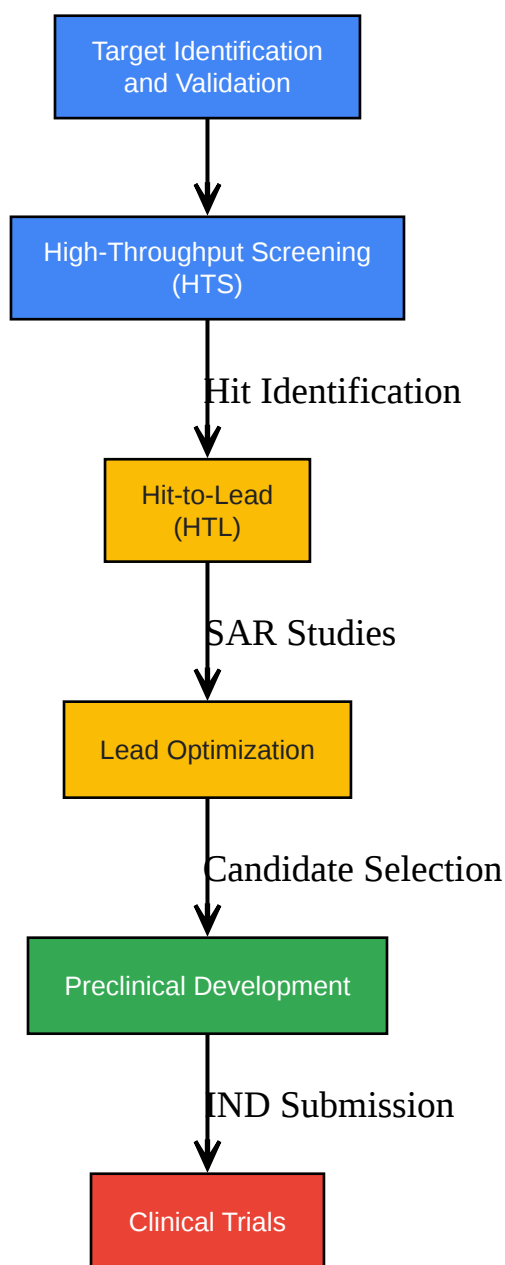 Target Identification
and Validation
High-Throughput Screening
(HTS)
Hit Identification
Hit-to-Lead
(HTL)
SAR Studies
Lead Optimization
Candidate Selection
Preclinical Development
IND Submission
Clinical Trials